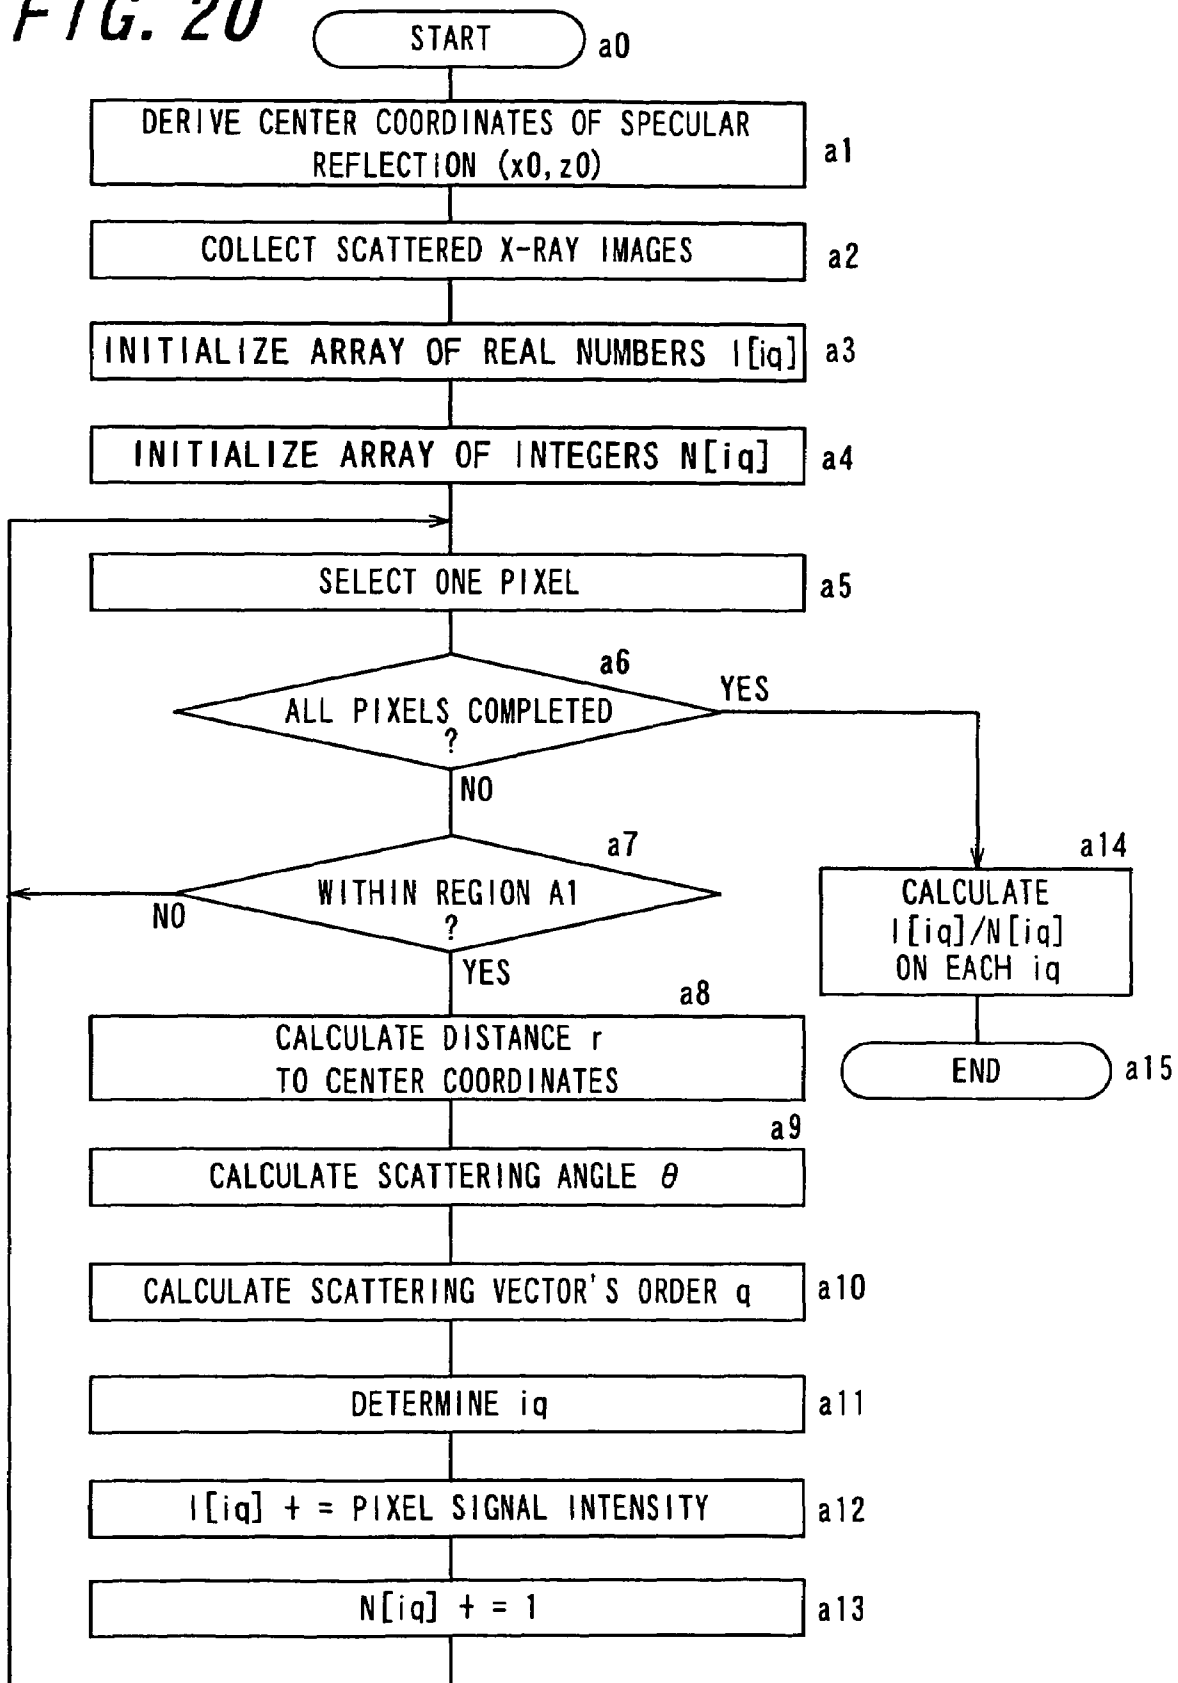 FIG. 20
START
a0
DERIVE CENTER COORDINATES OF SPECULAR
REFLECTION (x0, z0)
a1
COLLECT SCATTERED X-RAY IMAGES
a2
INITIALIZE ARRAY OF REAL NUMBERS I[iq]
a3
INITIALIZE ARRAY OF INTEGERS N[iq]
a4
SELECT ONE PIXEL
a5
a6
ALL PIXELS COMPLETED
?
YES
NO
a7
WITHIN REGION A1
?
NO
YES
a14
CALCULATE
I[iq]/N[iq]
ON EACH iq
a8
CALCULATE DISTANCE r
TO CENTER COORDINATES
END
a15
a9
CALCULATE SCATTERING ANGLE θ
CALCULATE SCATTERING VECTOR'S ORDER q
a10
DETERMINE iq
a11
I[iq] + = PIXEL SIGNAL INTENSITY
a12
N[iq] + = 1
a13